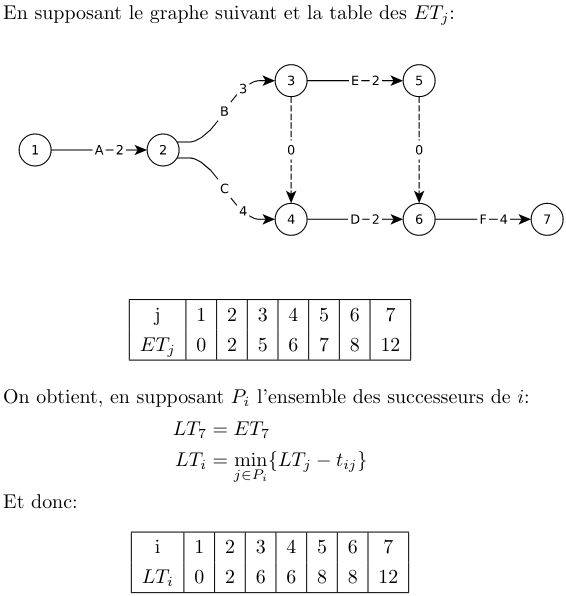 En supposant le graphe suivant et la table des ET_j:
3 E−2 5
3
B
1 A−2 2 0 0
C
4
4 D−2 6 F−4 7
j 1 2 3 4 5 6 7
ET_j 0 2 5 6 7 8 12
On obtient, en supposant P_i l'ensemble des successeurs de i:
LT_7 = ET_7
LT_i = min_{j∈P_i}{LT_j − t_{ij}}
Et donc:
i 1 2 3 4 5 6 7
LT_i 0 2 6 6 8 8 12